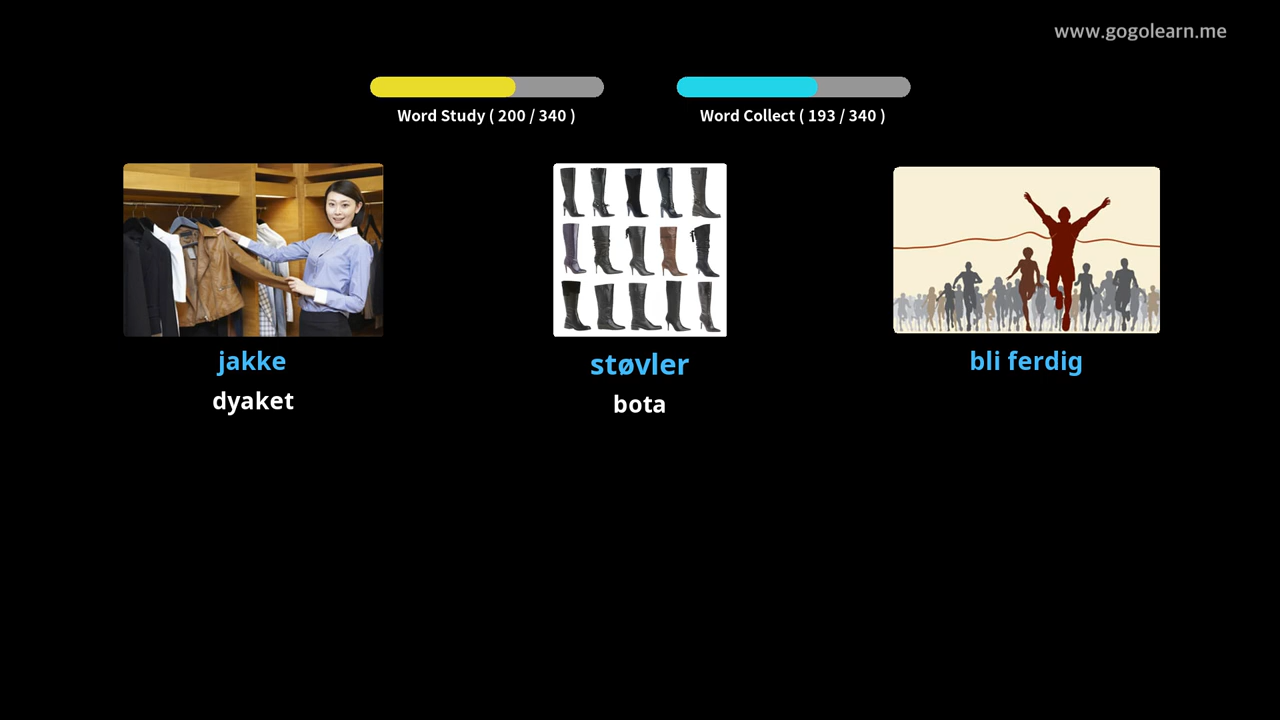 www.gogolearn.me
Word Study ( 200 / 340 )
Word Collect ( 193 / 340 )
jakke
dyaket
støvler
bota
bli ferdig